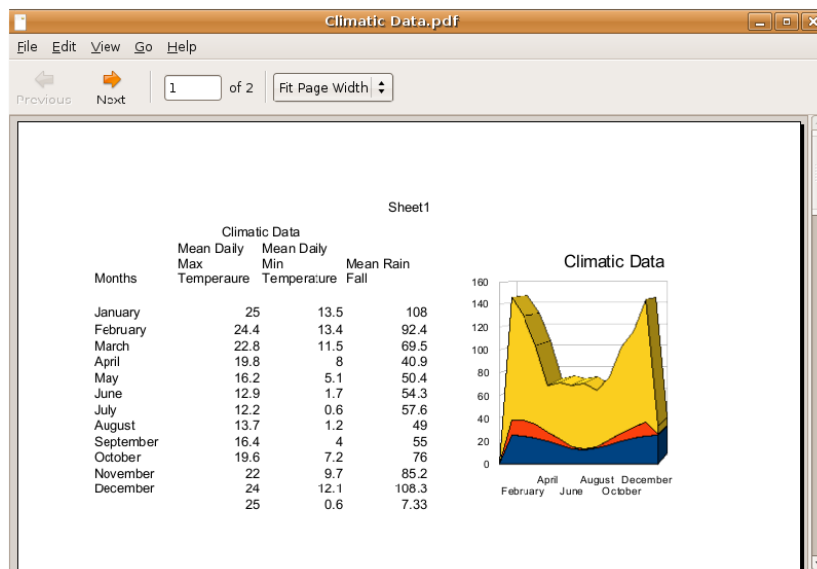 Climatic Data.pdf
File Edit View Go Help
Previous Next 1 of 2 Fit Page Width
Sheet1
Climatic Data
Mean Daily Mean Daily
Max Min Mean Rain
Months Temperaure Temperature Fall
January 25 13.5 108
February 24.4 13.4 92.4
March 22.8 11.5 69.5
April 19.8 8 40.9
May 16.2 5.1 50.4
June 12.9 1.7 54.3
July 12.2 0.6 57.6
August 13.7 1.2 49
September 16.4 4 55
October 19.6 7.2 76
November 22 9.7 85.2
December 24 12.1 108.3
25 0.6 7.33
Climatic Data
160
140
120
100
80
60
40
20
0
April August December
February June October